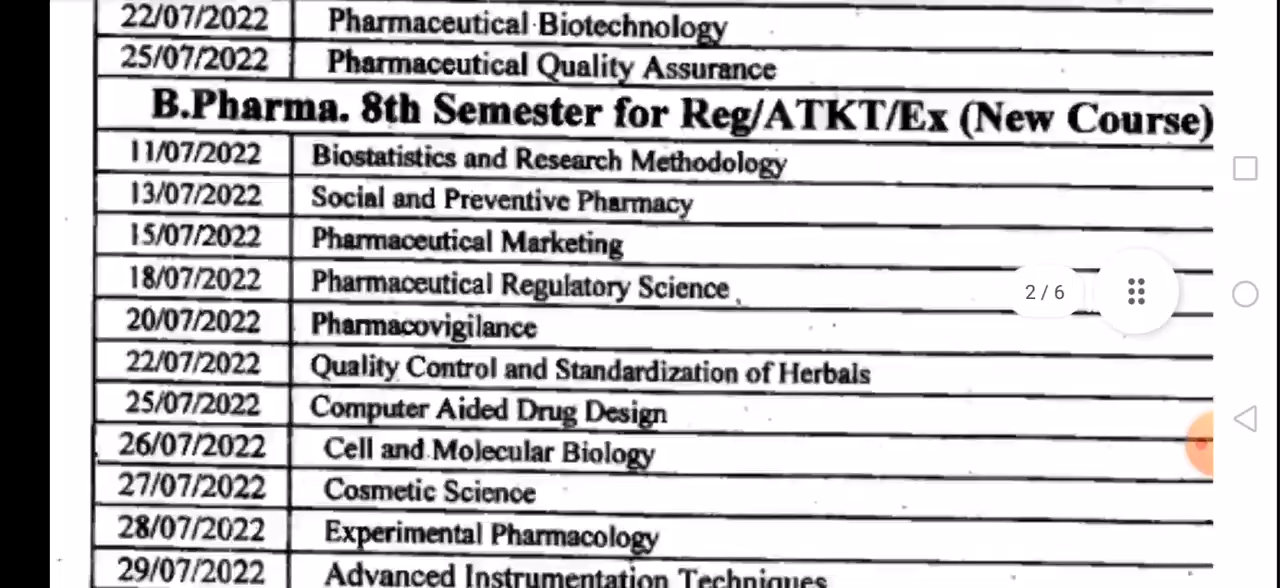 22/07/2022 Pharmaceutical Biotechnology
25/07/2022 Pharmaceutical Quality Assurance
B.Pharma. 8th Semester for Reg/ATKT/Ex (New Course)
11/07/2022 Biostatistics and Research Methodology
13/07/2022 Social and Preventive Pharmacy
15/07/2022 Pharmaceutical Marketing
18/07/2022 Pharmaceutical Regulatory Science
2 / 6
20/07/2022 Pharmacovigilance
22/07/2022 Quality Control and Standardization of Herbals
25/07/2022 Computer Aided Drug Design
26/07/2022 Cell and Molecular Biology
27/07/2022 Cosmetic Science
28/07/2022 Experimental Pharmacology
29/07/2022 Advanced Instrumentation Techniques